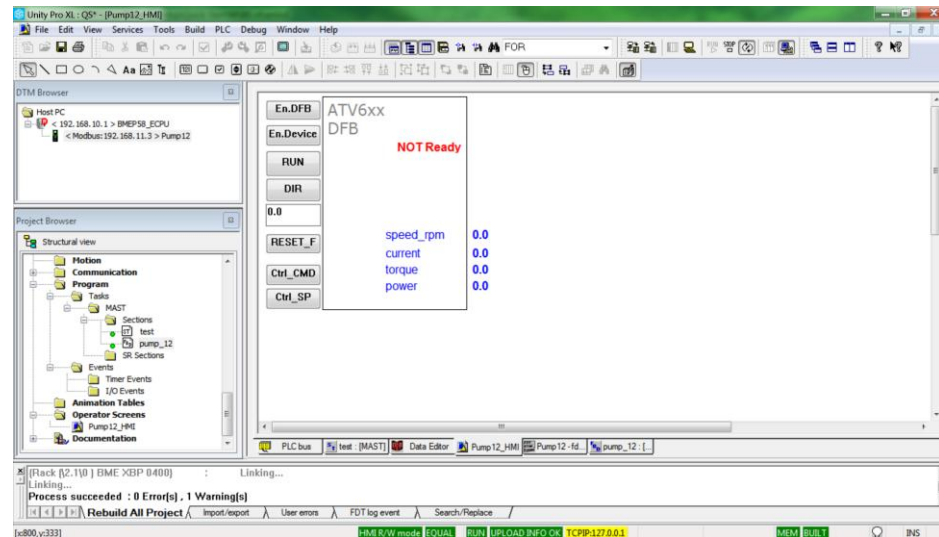 Unity Pro XL : QS* - [Pump12_HMI]
File Edit View Services Tools Build PLC Debug Window Help
FOR
DTM Browser
Host PC
< 192.168.10.1 > BMEP58_ECPU
< Modbus:192.168.11.3 > Pump12
Project Browser
Structural view
Motion
Communication
Program
Tasks
MAST
Sections
test
pump_12
SR Sections
Events
Timer Events
I/O Events
Animation Tables
Operator Screens
Pump12_HMI
Documentation
En.DFB
En.Device
RUN
DIR
0.0
RESET_F
Ctrl_CMD
Ctrl_SP
ATV6xx
DFB
NOT Ready
speed_rpm 0.0
current 0.0
torque 0.0
power 0.0
PLC bus test : [MAST] Data Editor Pump12_HMI Pump12 -fd.. pump_12 : [..
{Rack [\2.1\0 ] BME XBP 0400} : Linking...
Linking...
Process succeeded : 0 Error(s) , 1 Warning(s)
Rebuild All Project Import/export User errors FDT log event Search/Replace
[x:800,y:333] HMI R/W mode EQUAL RUN UPLOAD INFO OK TCPIP:127.0.0.1 MEM BUILT INS